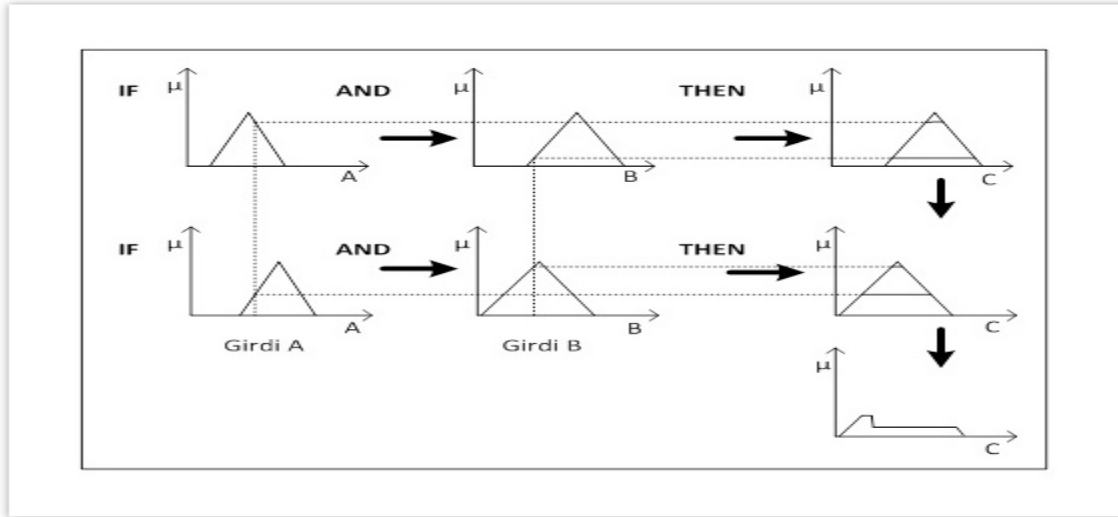 IF μ AND μ THEN μ
A B C
IF μ AND μ THEN μ
A B C
Girdi A Girdi B
μ
C